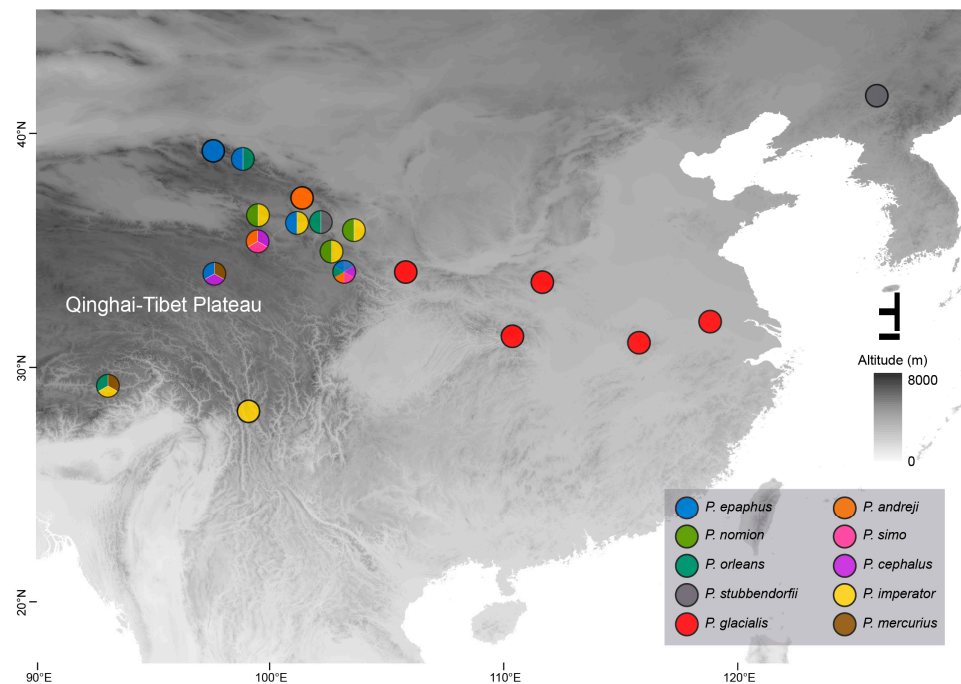 40°N
Qinghai-Tibet Plateau
30°N
Altitude (m)
8000
0
P. epaphus
P. andreji
P. nomion
P. simo
P. orleans
P. cephalus
P. stubbendorfii
P. imperator
P. glacialis
P. mercurius
20°N
90°E
100°E
110°E
120°E